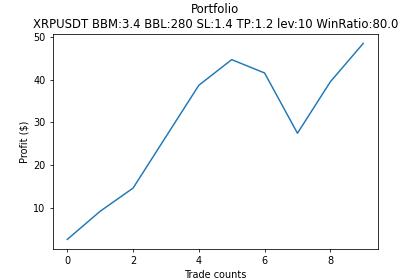 Portfolio
XRPUSDT BBM:3.4 BBL:280 SL:1.4 TP:1.2 lev:10 WinRatio:80.0
50
40
30
20
10
Profit ($)
0 2 4 6 8
Trade counts